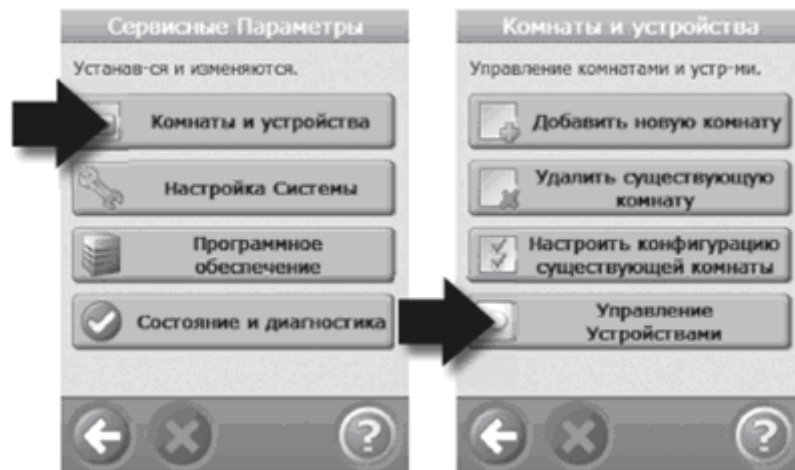 Сервисные Параметры
Устанав-ся и изменяются.
Комнаты и устройства
Настройка Системы
Программное
обеспечение
Состояние и диагностика
?
Комнаты и устройства
Управление комнатами и устр-ми.
Добавить новую комнату
Удалить существующую
комнату
Настроить конфигурацию
существующей комнаты
Управление
Устройствами
?